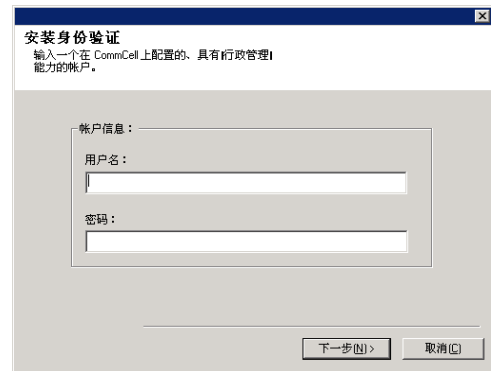 安装身份验证
输入一个在 CommCell 上配置的、具有行政管理
能力的帐户。
帐户信息：
用户名：
密码：
下一步(N) >
取消(C)